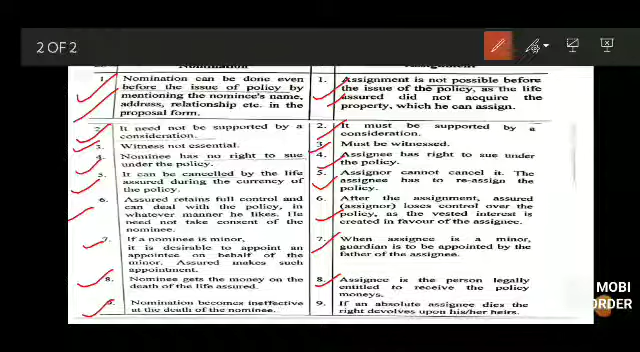 2 OF 2
Nomination
Assignment
1. Nomination can be done even
before the issue of policy by
mentioning the nominee's name,
address, relationship etc. in the
proposal form.
1. Assignment is not possible before
the issue of the policy, as the life
assured did not acquire the
property, which he can assign.
2. It need not be supported by a
consideration.
2. It must be supported by a
consideration.
3. Witness not essential.
3. Must be witnessed.
4. Nominee has no right to sue
under the policy.
4. Assignee has right to sue under
the policy.
5. It can be cancelled by the life
assured during the currency of
the policy.
5. Assignor cannot cancel it. The
assignee has to re-assign the
policy.
6. Assured retains full control and
can deal with the policy, in
whatever manner he likes. He
need not take consent of the
nominee.
6. After the assignment, assured
(assignor) loses control over the
policy, as the vested interest is
created in favour of the assignee.
7. If a nominee is minor,
it is desirable to appoint an
appointee on behalf of the
minor. Assured makes such
appointment.
7. When assignee is a minor,
guardian is to be appointed by the
father of the assignee.
8. Nominee gets the money on the
death of the life assured.
8. Assignee is the person legally
entitled to receive the policy
moneys.
9. Nomination becomes ineffective
at the death of the nominee.
9. If an absolute assignee dies the
right devolves upon his/her heirs.
MOBI
ORDER